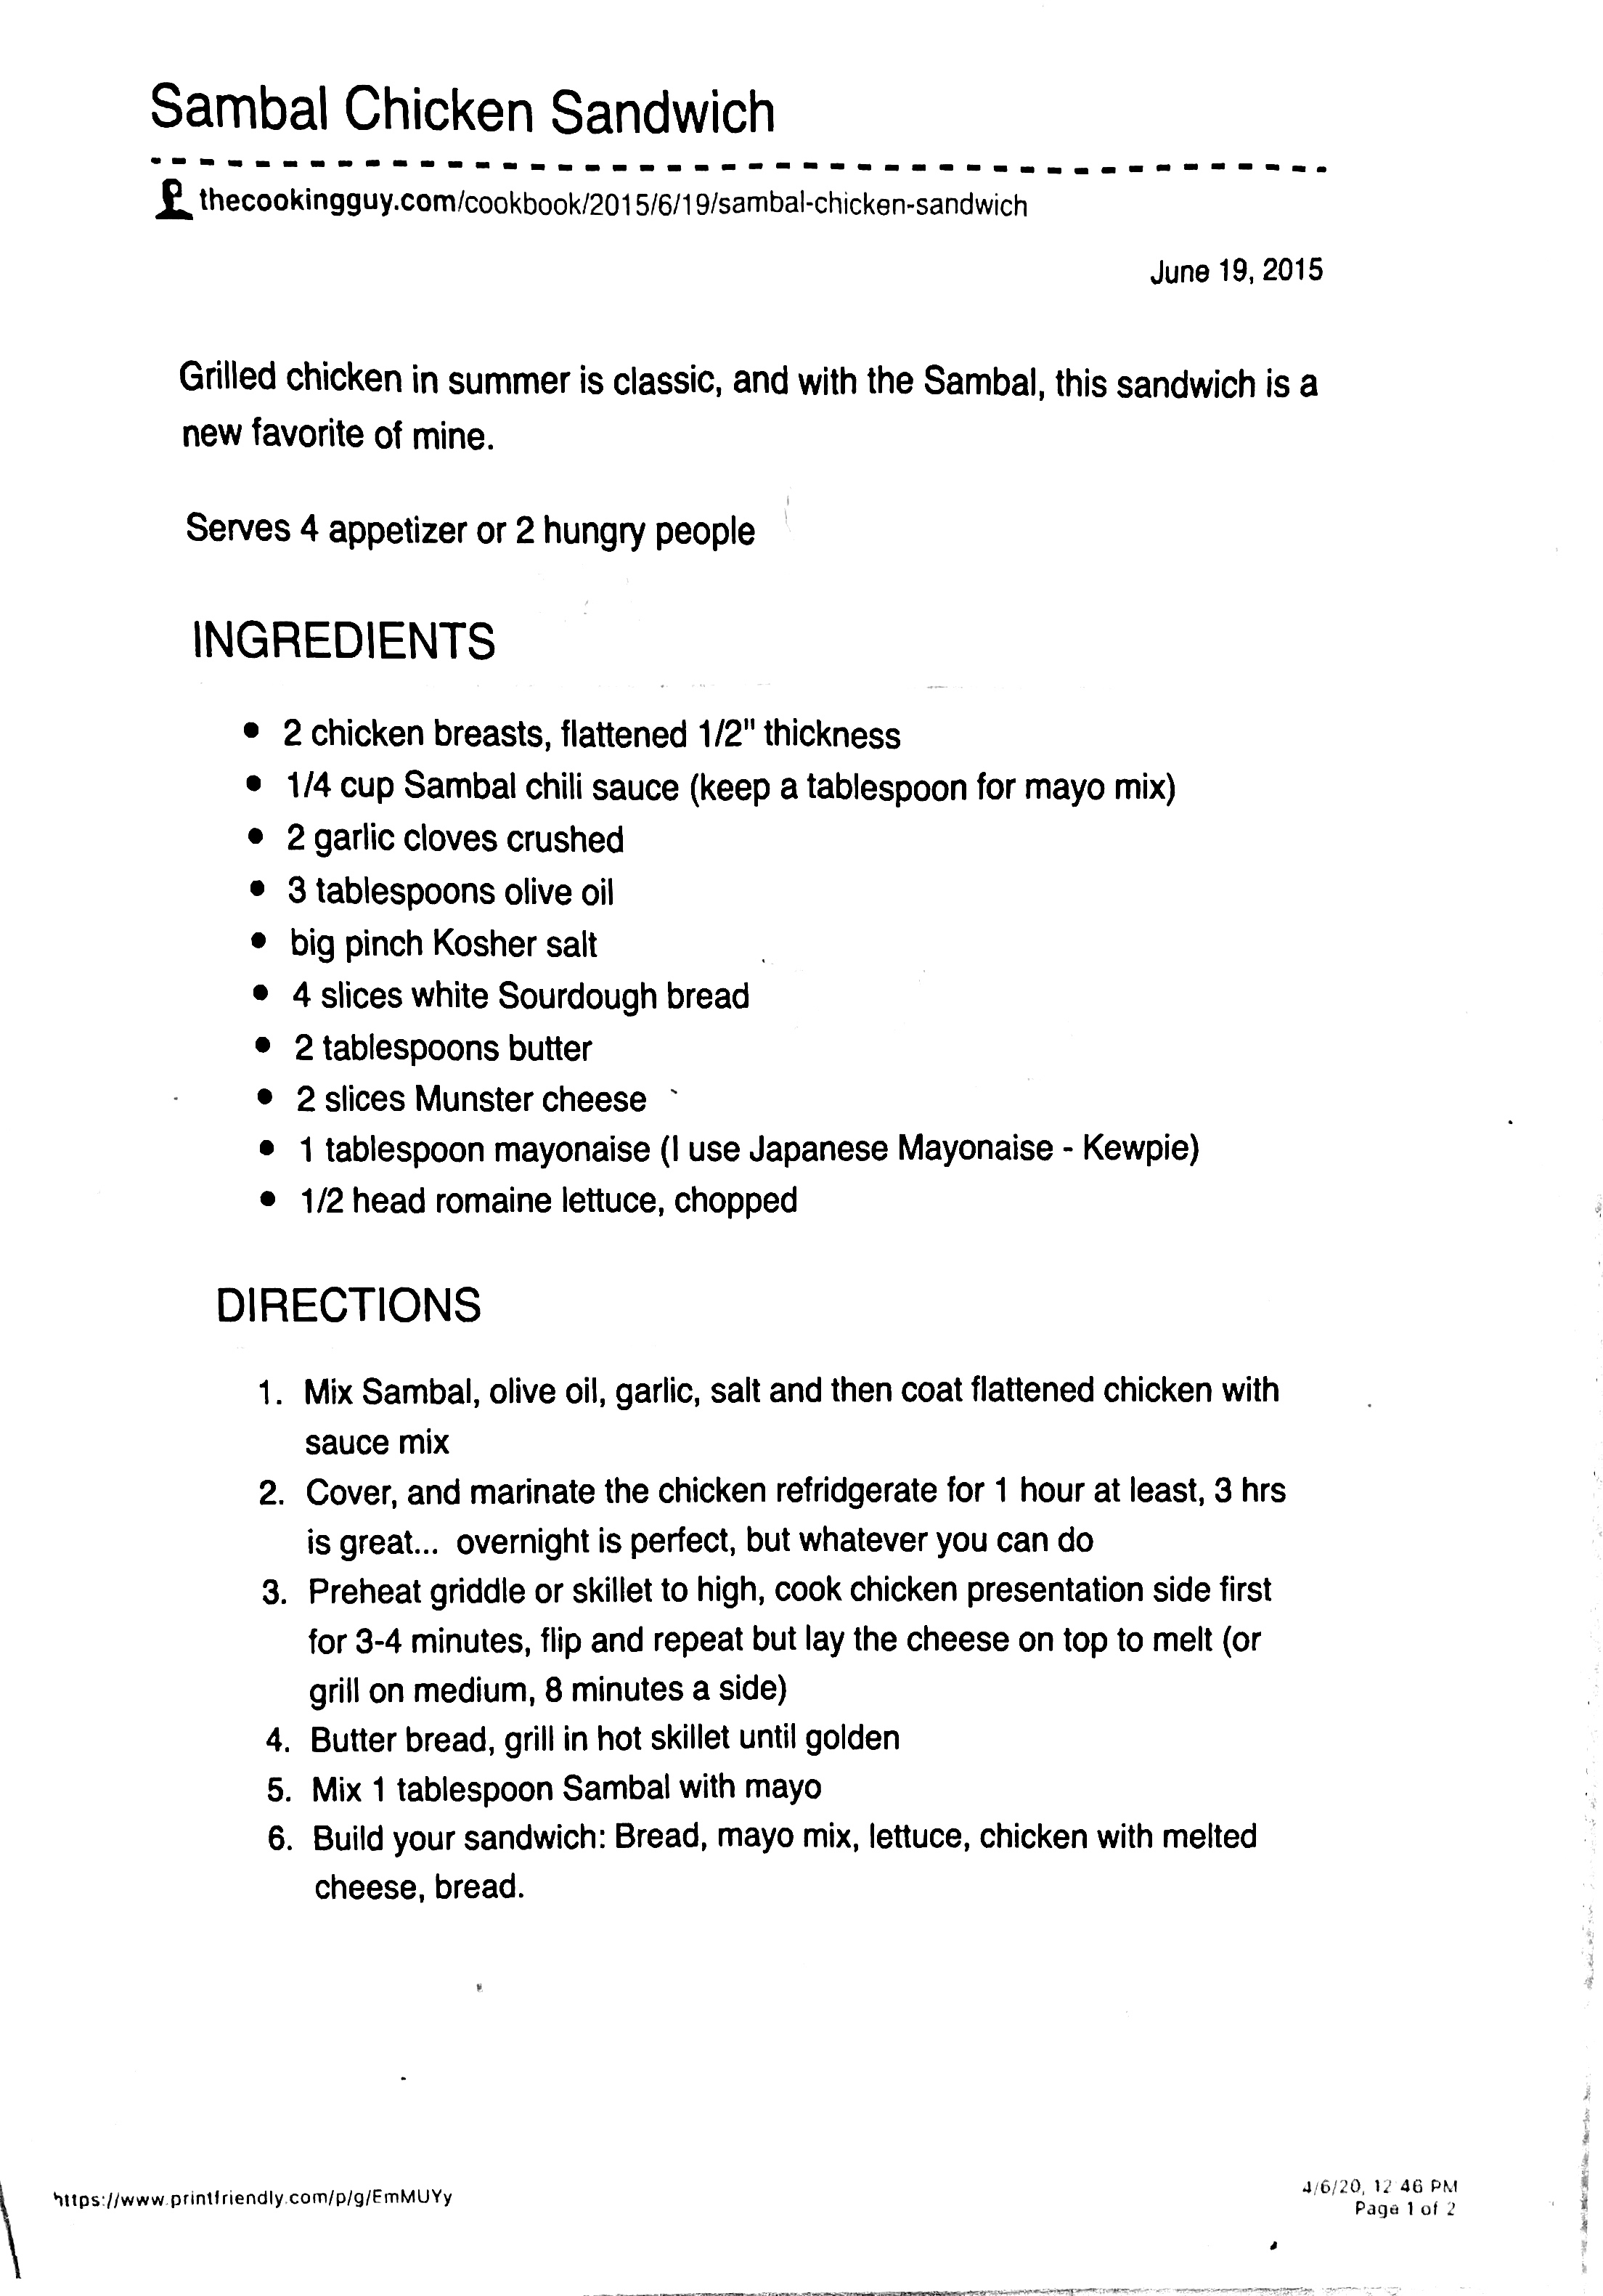 Sambal Chicken Sandwich
thecookingguy.com/cookbook/2015/6/19/sambal-chicken-sandwich
June 19, 2015
Grilled chicken in summer is classic, and with the Sambal, this sandwich is a
new favorite of mine.
Serves 4 appetizer or 2 hungry people
INGREDIENTS
• 2 chicken breasts, flattened 1/2" thickness
• 1/4 cup Sambal chili sauce (keep a tablespoon for mayo mix)
• 2 garlic cloves crushed
• 3 tablespoons olive oil
• big pinch Kosher salt
• 4 slices white Sourdough bread
• 2 tablespoons butter
• 2 slices Munster cheese
• 1 tablespoon mayonaise (I use Japanese Mayonaise - Kewpie)
• 1/2 head romaine lettuce, chopped
DIRECTIONS
1. Mix Sambal, olive oil, garlic, salt and then coat flattened chicken with
sauce mix
2. Cover, and marinate the chicken refridgerate for 1 hour at least, 3 hrs
is great... overnight is perfect, but whatever you can do
3. Preheat griddle or skillet to high, cook chicken presentation side first
for 3-4 minutes, flip and repeat but lay the cheese on top to melt (or
grill on medium, 8 minutes a side)
4. Butter bread, grill in hot skillet until golden
5. Mix 1 tablespoon Sambal with mayo
6. Build your sandwich: Bread, mayo mix, lettuce, chicken with melted
cheese, bread.
https://www.printfriendly.com/p/g/EmMUYy
4/6/20, 12:46 PM
Page 1 of 2